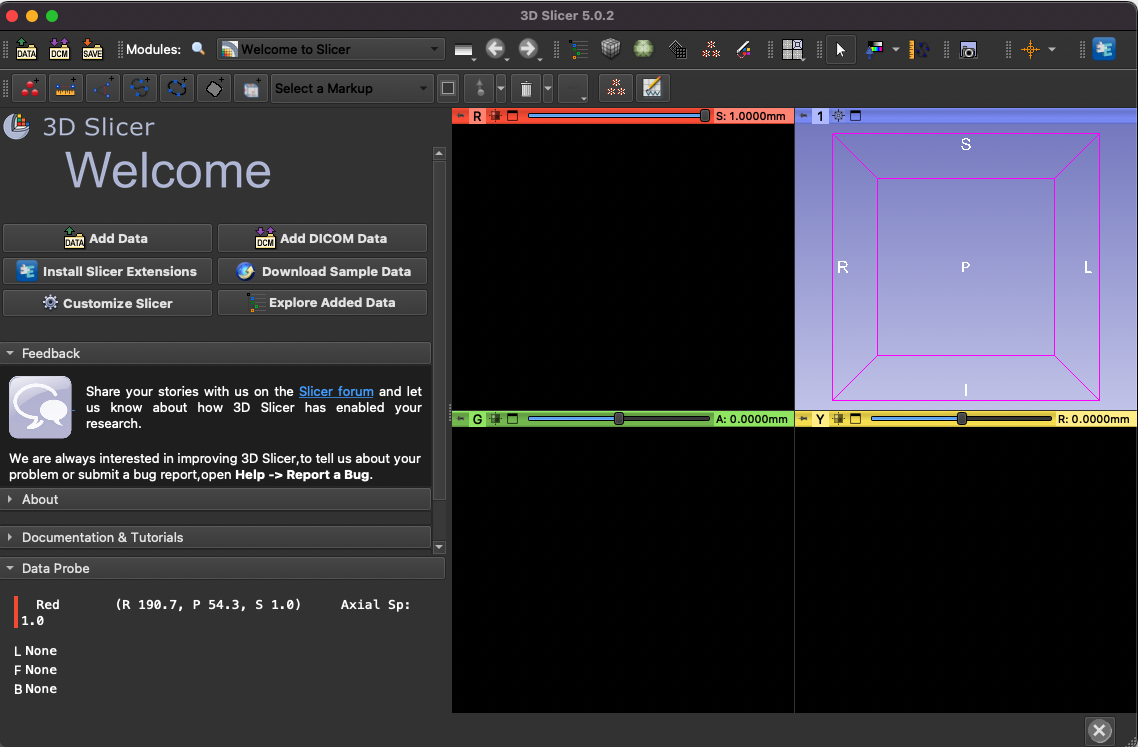 3D Slicer 5.0.2
DATA DCM SAVE Modules: Welcome to Slicer
Select a Markup
3D Slicer
Welcome
DATA Add Data
DCM Add DICOM Data
Install Slicer Extensions
Download Sample Data
Customize Slicer
Explore Added Data
Feedback
Share your stories with us on the Slicer forum and let
us know about how 3D Slicer has enabled your
research.
We are always interested in improving 3D Slicer,to tell us about your
problem or submit a bug report,open Help -> Report a Bug.
About
Documentation & Tutorials
Data Probe
Red (R 190.7, P 54.3, S 1.0) Axial Sp:
1.0
L None
F None
B None
R S: 1.0000mm
1
S
R P L
I
G A: 0.0000mm
Y R: 0.0000mm